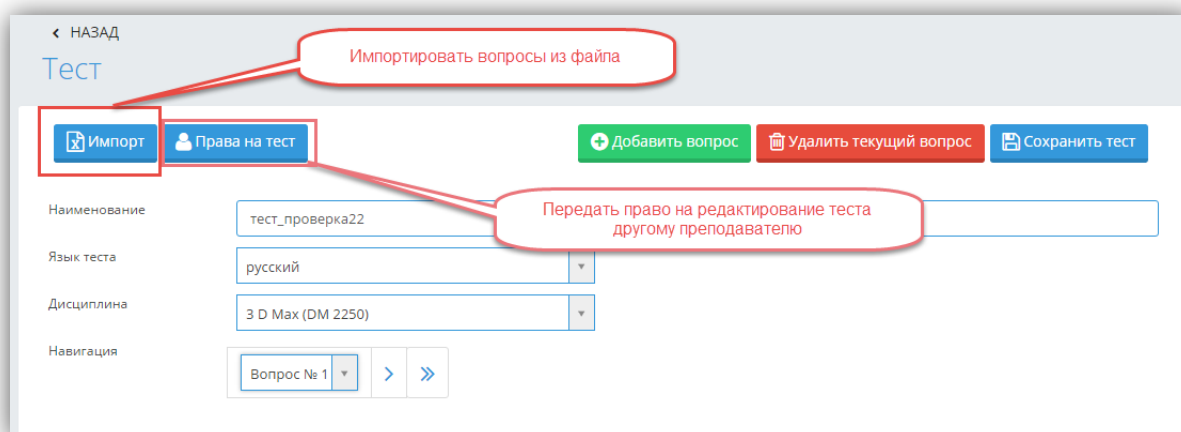 НАЗАД
Тест
Импортировать вопросы из файла
Импорт
Права на тест
Добавить вопрос
Удалить текущий вопрос
Сохранить тест
Наименование
тест_проверка22
Передать право на редактирование теста
другому преподавателю
Язык теста
русский
Дисциплина
3 D Max (DM 2250)
Навигация
Вопрос № 1